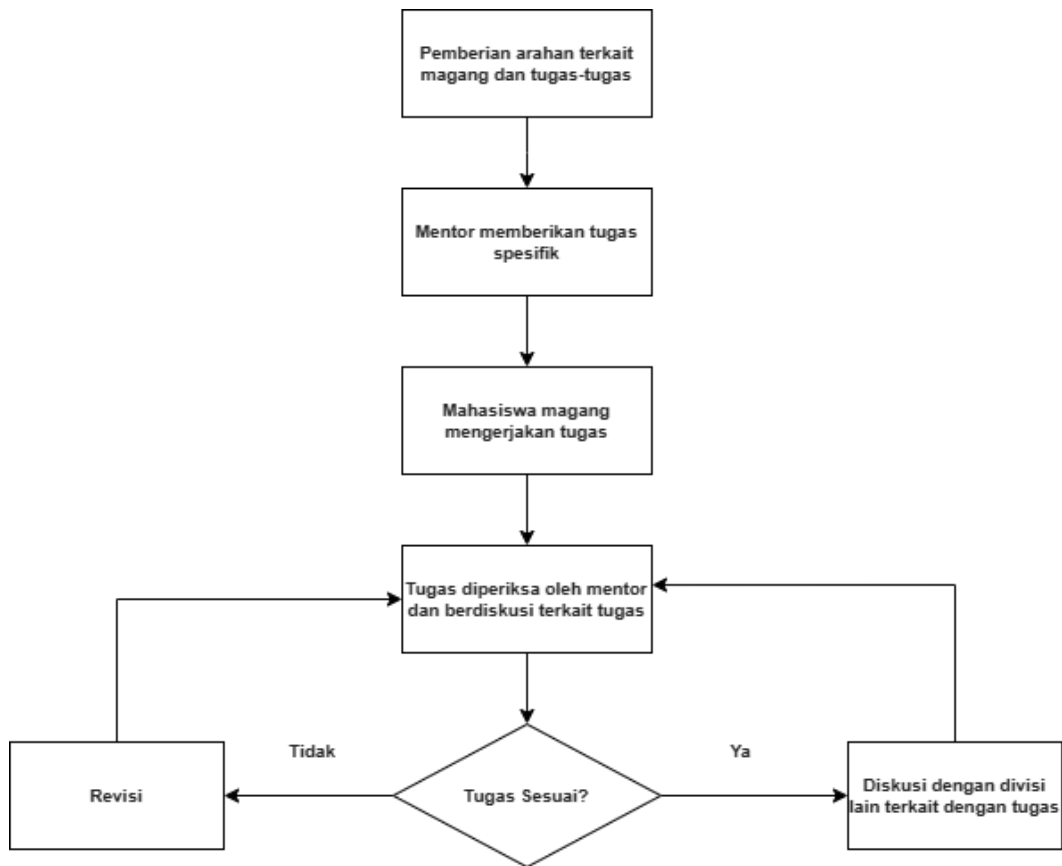 Pemberian arahan terkait
magang dan tugas-tugas
Mentor memberikan tugas
spesifik
Mahasiswa magang
mengerjakan tugas
Tugas diperiksa oleh mentor
dan berdiskusi terkait tugas
Tidak
Ya
Revisi
Tugas Sesuai?
Diskusi dengan divisi
lain terkait dengan tugas